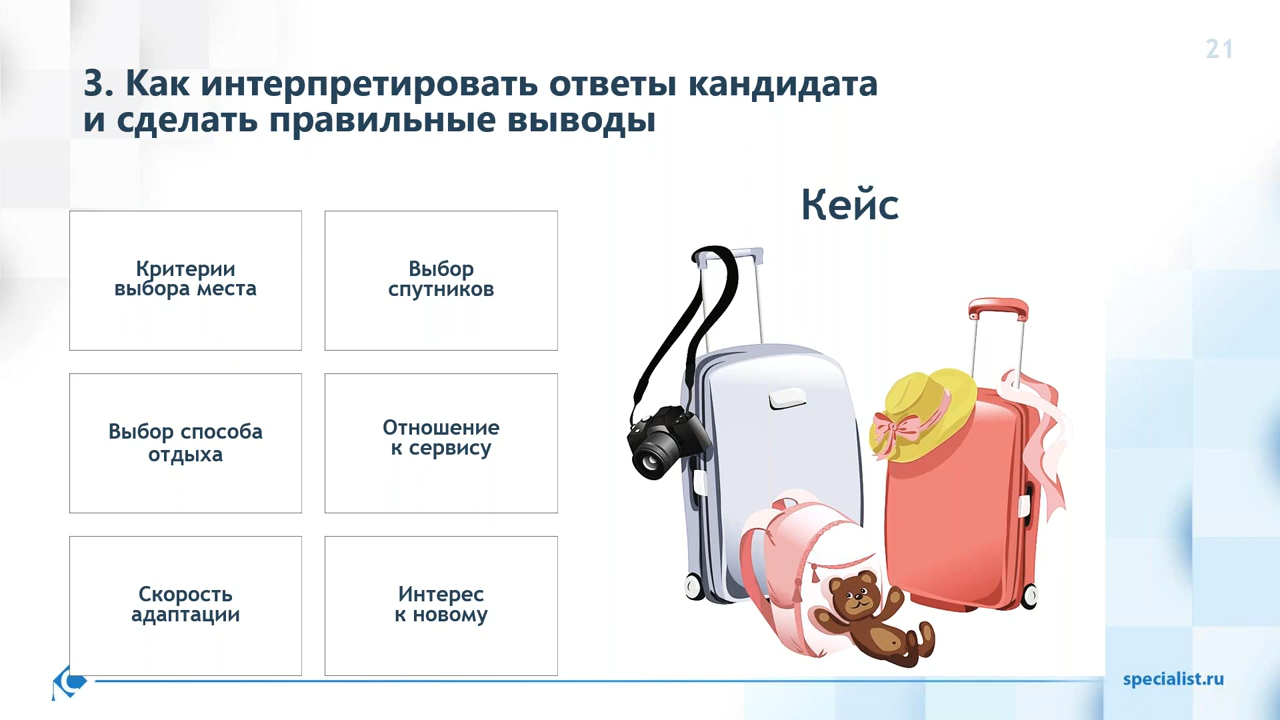 21
3. Как интерпретировать ответы кандидата
и сделать правильные выводы
Кейс
Критерии
выбора места
Выбор
спутников
Выбор способа
отдыха
Отношение
к сервису
Скорость
адаптации
Интерес
к новому
specialist.ru